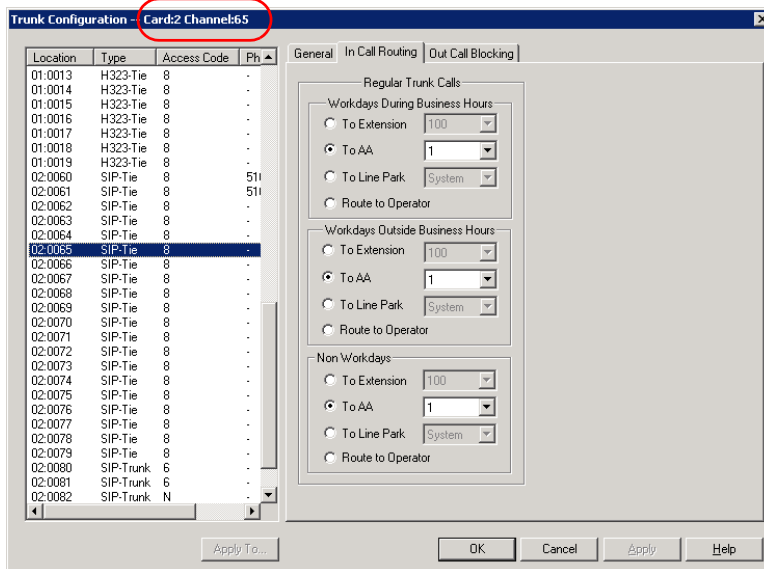 Trunk Configuration -- Card:2 Channel:65
Location Type Access Code Ph
01:0013 H323-Tie 8 -
01:0014 H323-Tie 8 -
01:0015 H323-Tie 8 -
01:0016 H323-Tie 8 -
01:0017 H323-Tie 8 -
01:0018 H323-Tie 8 -
01:0019 H323-Tie 8 -
02:0060 SIP-Tie 8 510
02:0061 SIP-Tie 8 510
02:0062 SIP-Tie 8 -
02:0063 SIP-Tie 8 -
02:0064 SIP-Tie 8 -
02:0065 SIP-Tie 8 -
02:0066 SIP-Tie 8 -
02:0067 SIP-Tie 8 -
02:0068 SIP-Tie 8 -
02:0069 SIP-Tie 8 -
02:0070 SIP-Tie 8 -
02:0071 SIP-Tie 8 -
02:0072 SIP-Tie 8 -
02:0073 SIP-Tie 8 -
02:0074 SIP-Tie 8 -
02:0075 SIP-Tie 8 -
02:0076 SIP-Tie 8 -
02:0077 SIP-Tie 8 -
02:0078 SIP-Tie 8 -
02:0079 SIP-Tie 8 -
02:0080 SIP-Trunk 6 -
02:0081 SIP-Trunk 6 -
02:0082 SIP-Trunk N -
General In Call Routing Out Call Blocking
Regular Trunk Calls
Workdays During Business Hours
To Extension 100
To AA 1
To Line Park System
Route to Operator
Workdays Outside Business Hours
To Extension 100
To AA 1
To Line Park System
Route to Operator
Non Workdays
To Extension 100
To AA 1
To Line Park System
Route to Operator
Apply To... OK Cancel Apply Help